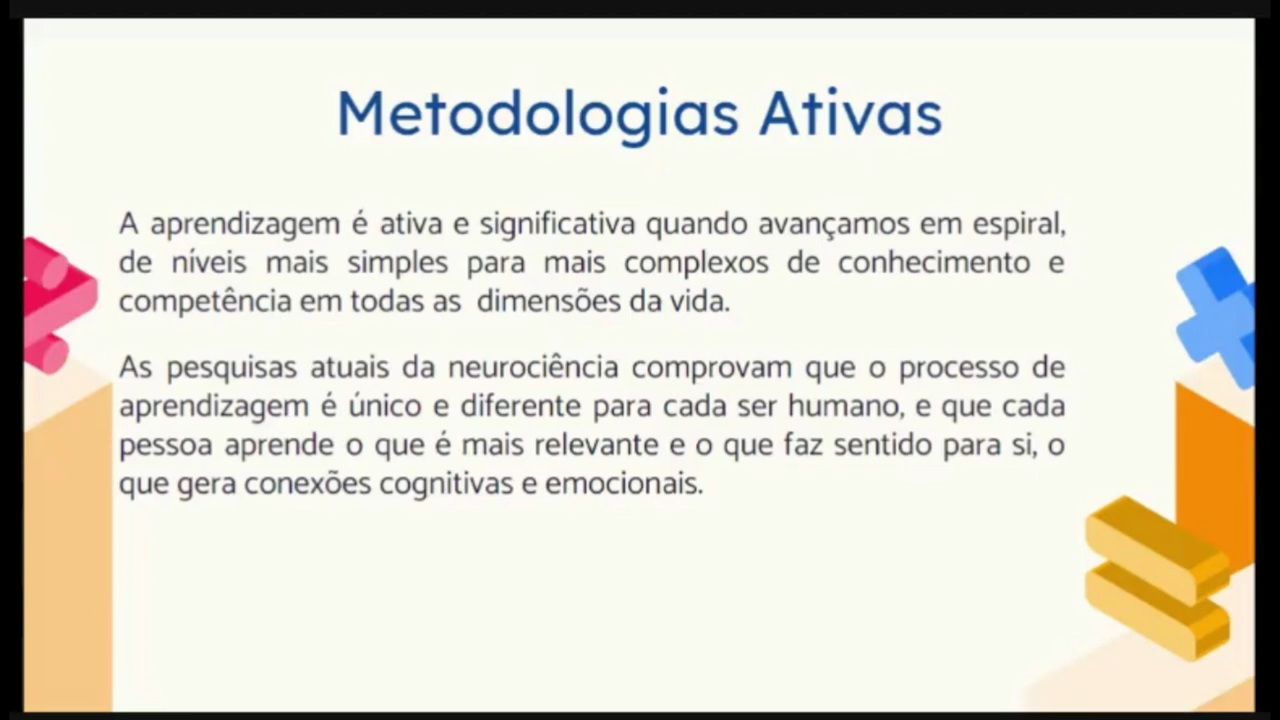 Metodologias Ativas
A aprendizagem é ativa e significativa quando avançamos em espiral,
de níveis mais simples para mais complexos de conhecimento e
competência em todas as dimensões da vida.
As pesquisas atuais da neurociência comprovam que o processo de
aprendizagem é único e diferente para cada ser humano, e que cada
pessoa aprende o que é mais relevante e o que faz sentido para si, o
que gera conexões cognitivas e emocionais.